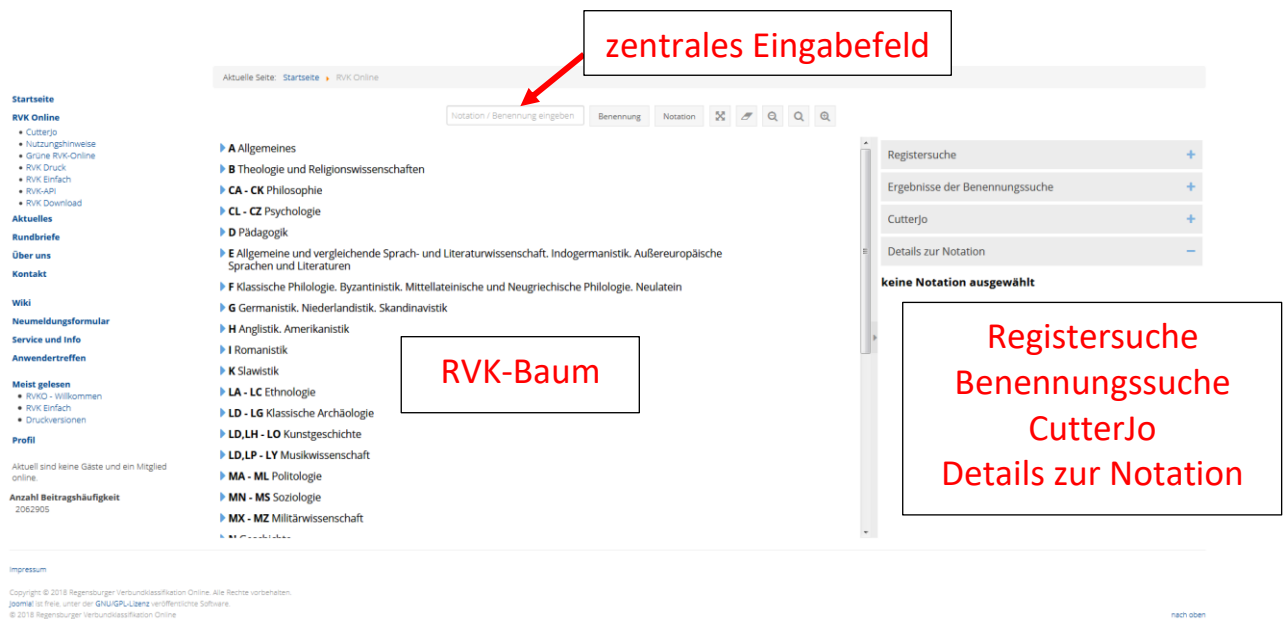 zentrales Eingabefeld
Aktuelle Seite: Startseite RVK Online
Startseite
RVK Online
CutterJo
Nutzungshinweise
Grüne RVK-Online
RVK Druck
RVK Einfach
RVK-API
RVK Download
Aktuelles
Rundbriefe
Über uns
Kontakt
Wiki
Neumeldungsformular
Service und Info
Anwendertreffen
Meist gelesen
RVKO - Willkommen
RVK Einfach
Druckversionen
Profil
Aktuell sind keine Gäste und ein Mitglied
online.
Anzahl Beitragshäufigkeit
2062905
Notation / Benennung eingeben Benennung Notation
A Allgemeines
B Theologie und Religionswissenschaften
CA - CK Philosophie
CL - CZ Psychologie
D Pädagogik
E Allgemeine und vergleichende Sprach- und Literaturwissenschaft. Indogermanistik. Außereuropäische
Sprachen und Literaturen
F Klassische Philologie. Byzantinistik. Mittellateinische und Neugriechische Philologie. Neulatein
G Germanistik. Niederlandistik. Skandinavistik
H Anglistik. Amerikanistik
I Romanistik
K Slawistik
LA - LC Ethnologie
LD - LG Klassische Archäologie
LD,LH - LO Kunstgeschichte
LD,LP - LY Musikwissenschaft
MA - ML Politologie
MN - MS Soziologie
MX - MZ Militärwissenschaft
N Geschichte
RVK-Baum
Registersuche
Ergebnisse der Benennungssuche
CutterJo
Details zur Notation
keine Notation ausgewählt
Registersuche
Benennungssuche
CutterJo
Details zur Notation
Impressum
Copyright © 2018 Regensburger Verbundklassifikation Online. Alle Rechte vorbehalten.
Joomla! ist freie, unter der GNU/GPL-Lizenz veröffentlichte Software.
© 2018 Regensburger Verbundklassifikation Online
nach oben